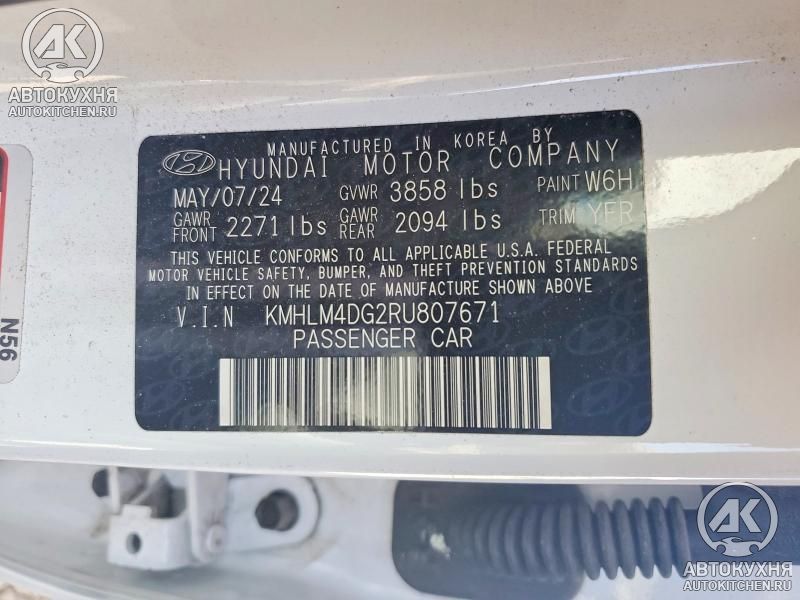 AK
АВТОКУХНЯ
AUTOKITCHEN.RU
MANUFACTURED IN KOREA BY
HYUNDAI MOTOR COMPANY
MAY/07/24 GVWR 3858 lbs PAINT W6H
GAWR FRONT 2271 lbs GAWR REAR 2094 lbs TRIM YFR
THIS VEHICLE CONFORMS TO ALL APPLICABLE U.S.A. FEDERAL
MOTOR VEHICLE SAFETY, BUMPER, AND THEFT PREVENTION STANDARDS
IN EFFECT ON THE DATE OF MANUFACTURE SHOWN ABOVE
V.I.N KMHLM4DG2RU807671
PASSENGER CAR
N56
AK
АВТОКУХНЯ
AUTOKITCHEN.RU